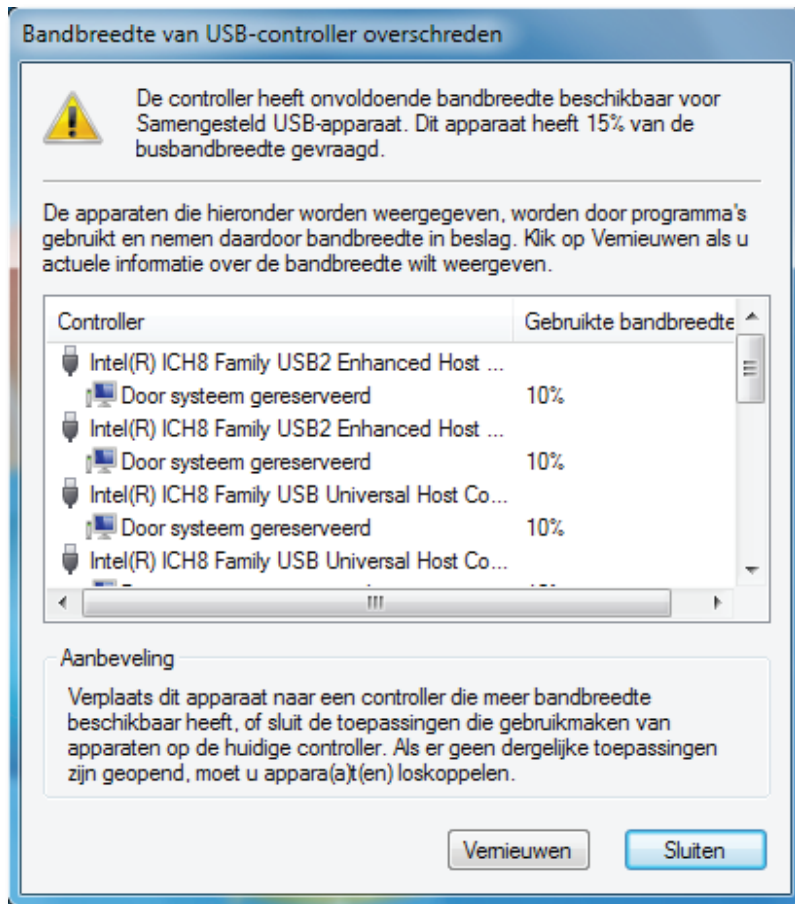 Bandbreedte van USB-controller overschreden
De controller heeft onvoldoende bandbreedte beschikbaar voor
Samengesteld USB-apparaat. Dit apparaat heeft 15% van de
busbandbreedte gevraagd.
De apparaten die hieronder worden weergegeven, worden door programma's
gebruikt en nemen daardoor bandbreedte in beslag. Klik op Vernieuwen als u
actuele informatie over de bandbreedte wilt weergeven.
Controller Gebruikte bandbreedte
Intel(R) ICH8 Family USB2 Enhanced Host ...
Door systeem gereserveerd 10%
Intel(R) ICH8 Family USB2 Enhanced Host ...
Door systeem gereserveerd 10%
Intel(R) ICH8 Family USB Universal Host Co...
Door systeem gereserveerd 10%
Intel(R) ICH8 Family USB Universal Host Co...
Aanbeveling
Verplaats dit apparaat naar een controller die meer bandbreedte
beschikbaar heeft, of sluit de toepassingen die gebruikmaken van
apparaten op de huidige controller. Als er geen dergelijke toepassingen
zijn geopend, moet u appara(a)t(en) loskoppelen.
Vernieuwen Sluiten